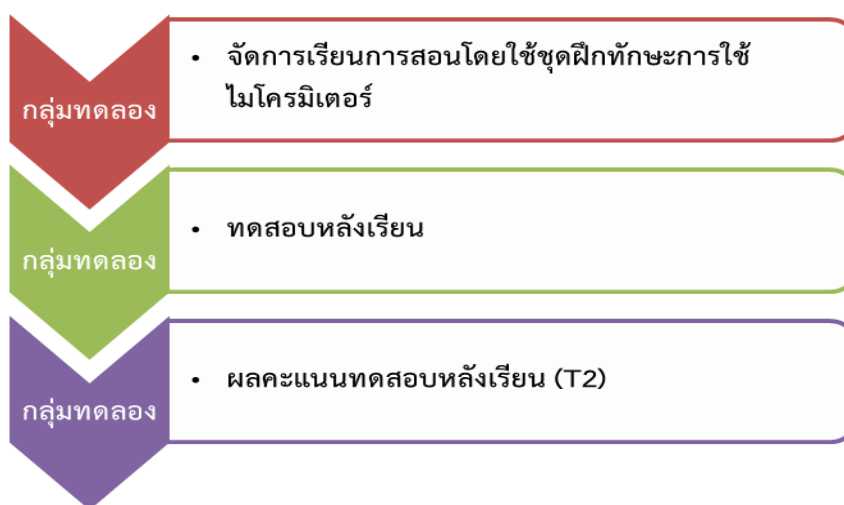 กลุ่มทดลอง
• จัดการเรียนการสอนโดยใช้ชุดฝึกทักษะการใช้
ไมโครมิเตอร์
กลุ่มทดลอง
• ทดสอบหลังเรียน
กลุ่มทดลอง
• ผลคะแนนทดสอบหลังเรียน (T2)